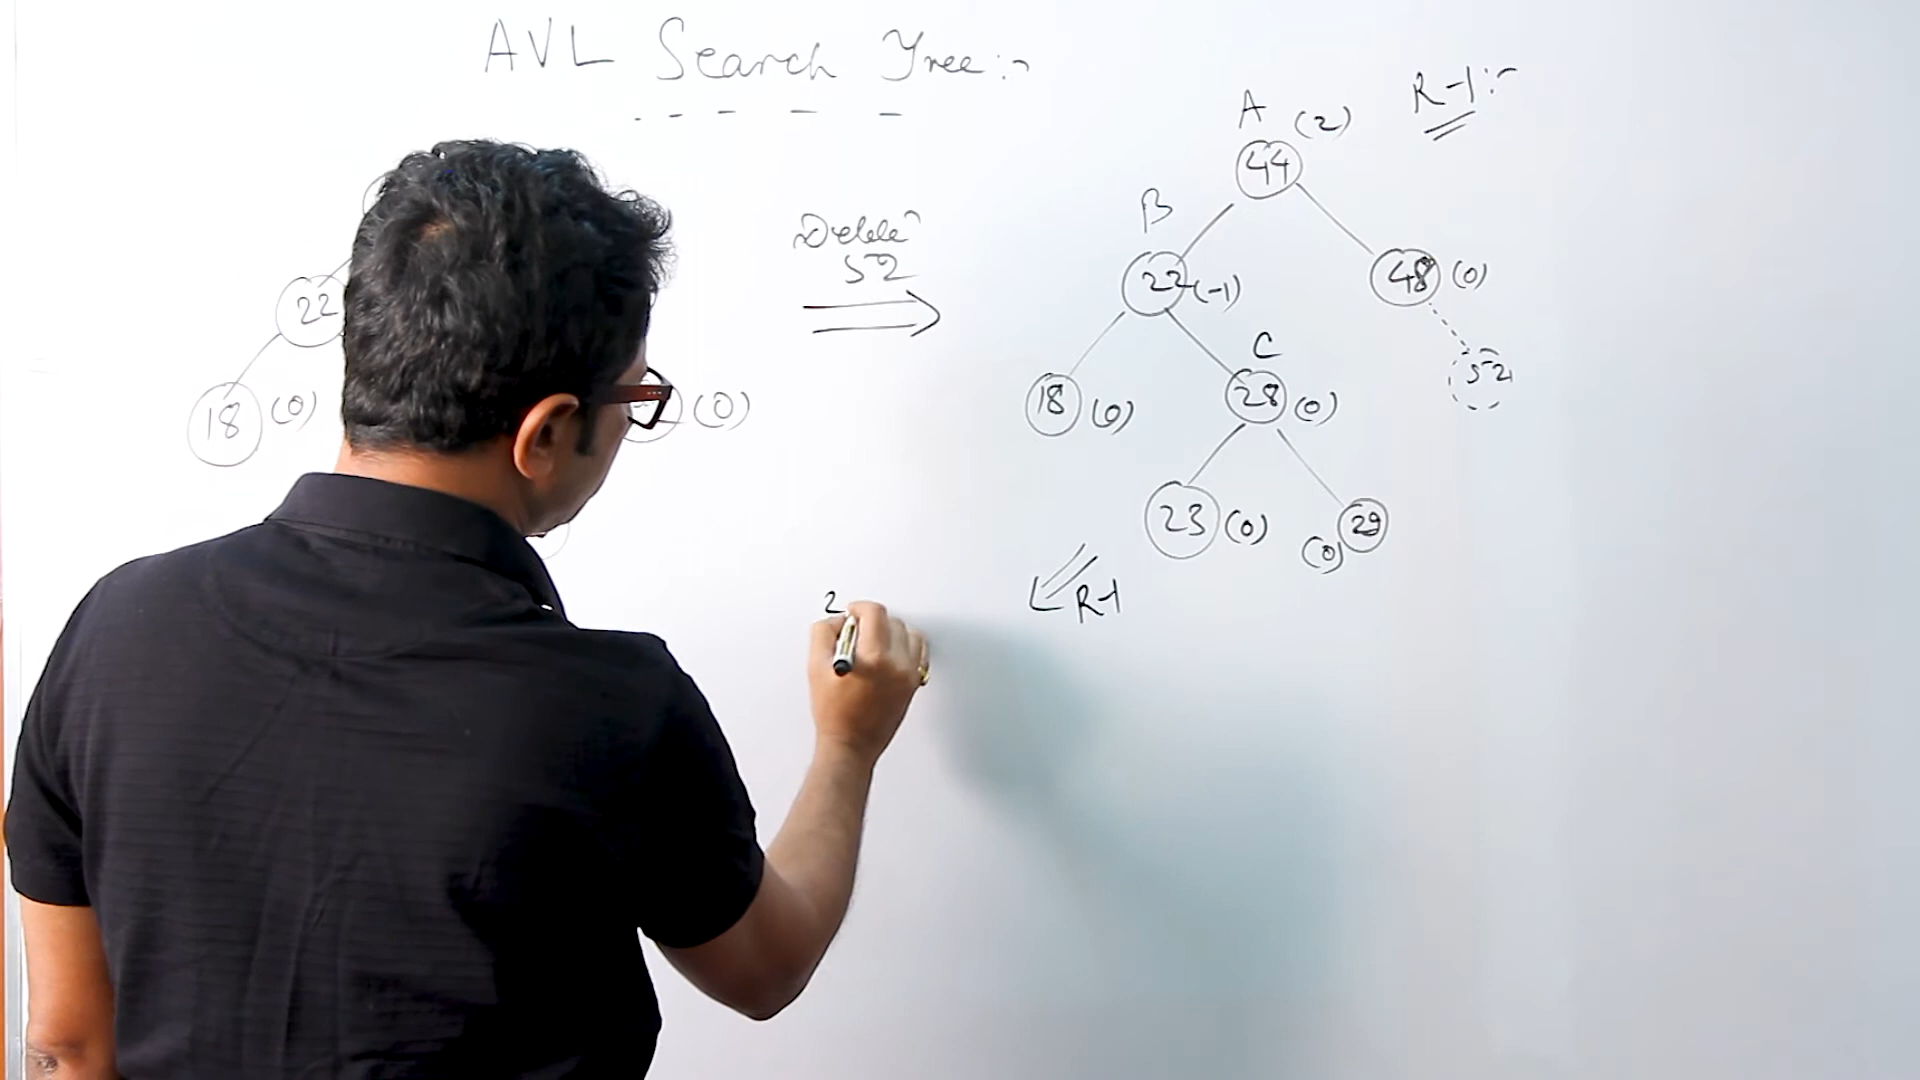 AVL Search Tree:-
R-1:-
A (2)
44
B
22 (-1)
48 (0)
C
18 (0)
28 (0)
52
23 (0)
(0) 29
Delete
52
22
18 (0)
(0)
R-1
2